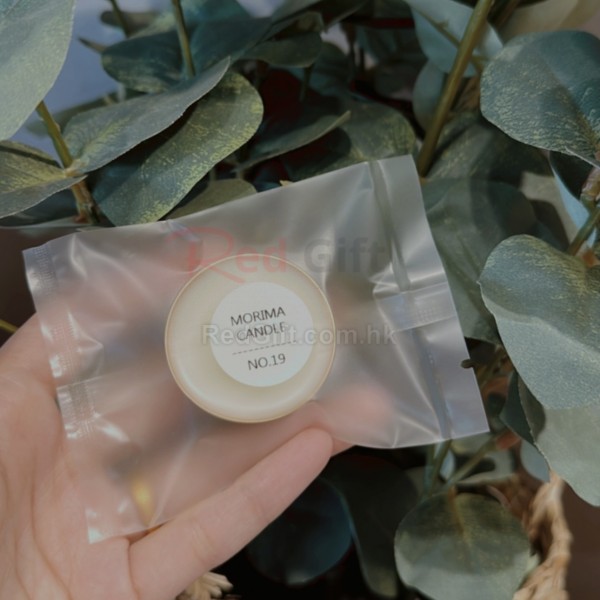 Red Gift
MORIMA
CANDLE
RedGift.com.hk
NO.19